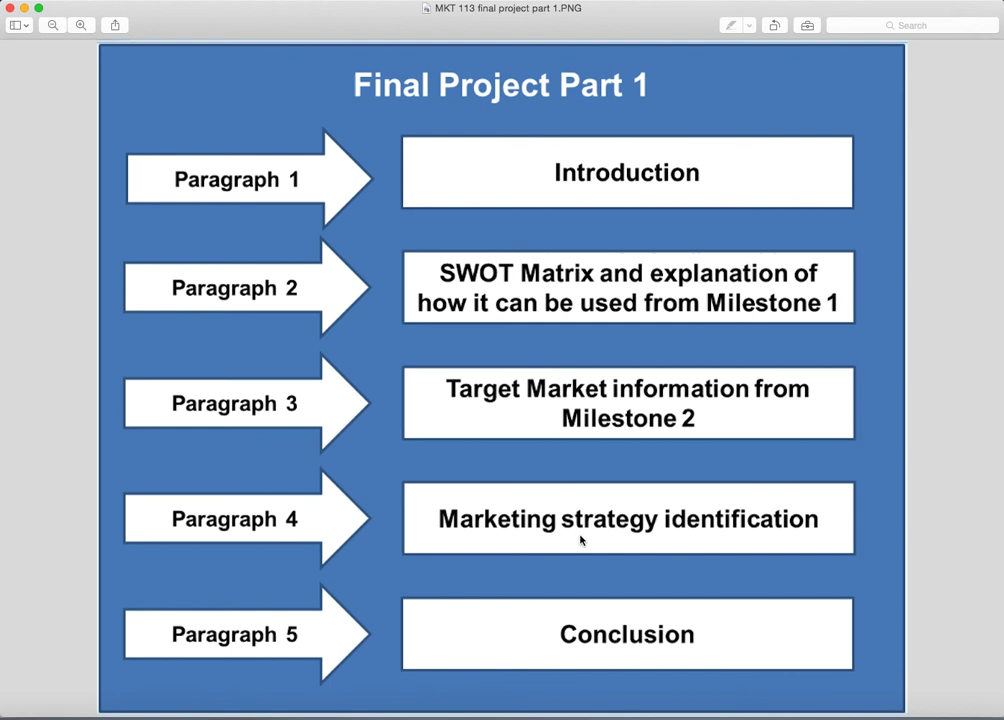 MKT 113 final project part 1.PNG
Search
Final Project Part 1
Paragraph 1
Introduction
Paragraph 2
SWOT Matrix and explanation of
how it can be used from Milestone 1
Paragraph 3
Target Market information from
Milestone 2
Paragraph 4
Marketing strategy identification
Paragraph 5
Conclusion